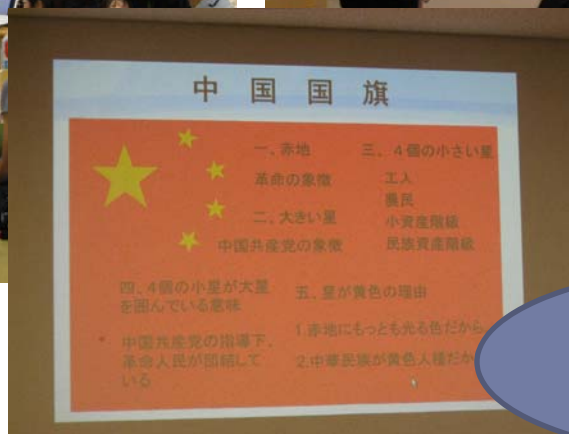 中国国旗
一、赤地
革命の象徴
二、大きい星
中国共産党の象徴
三、4個の小さい星
工人
農民
小資産階級
民族資産階級
四、4個の小星が大星
を囲んでいる意味
・中国共産党の指導下、
革命人民が団結して
いる
五、星が黄色の理由
1.赤地にもっとも光る色だから
2.中華民族が黄色人種だか